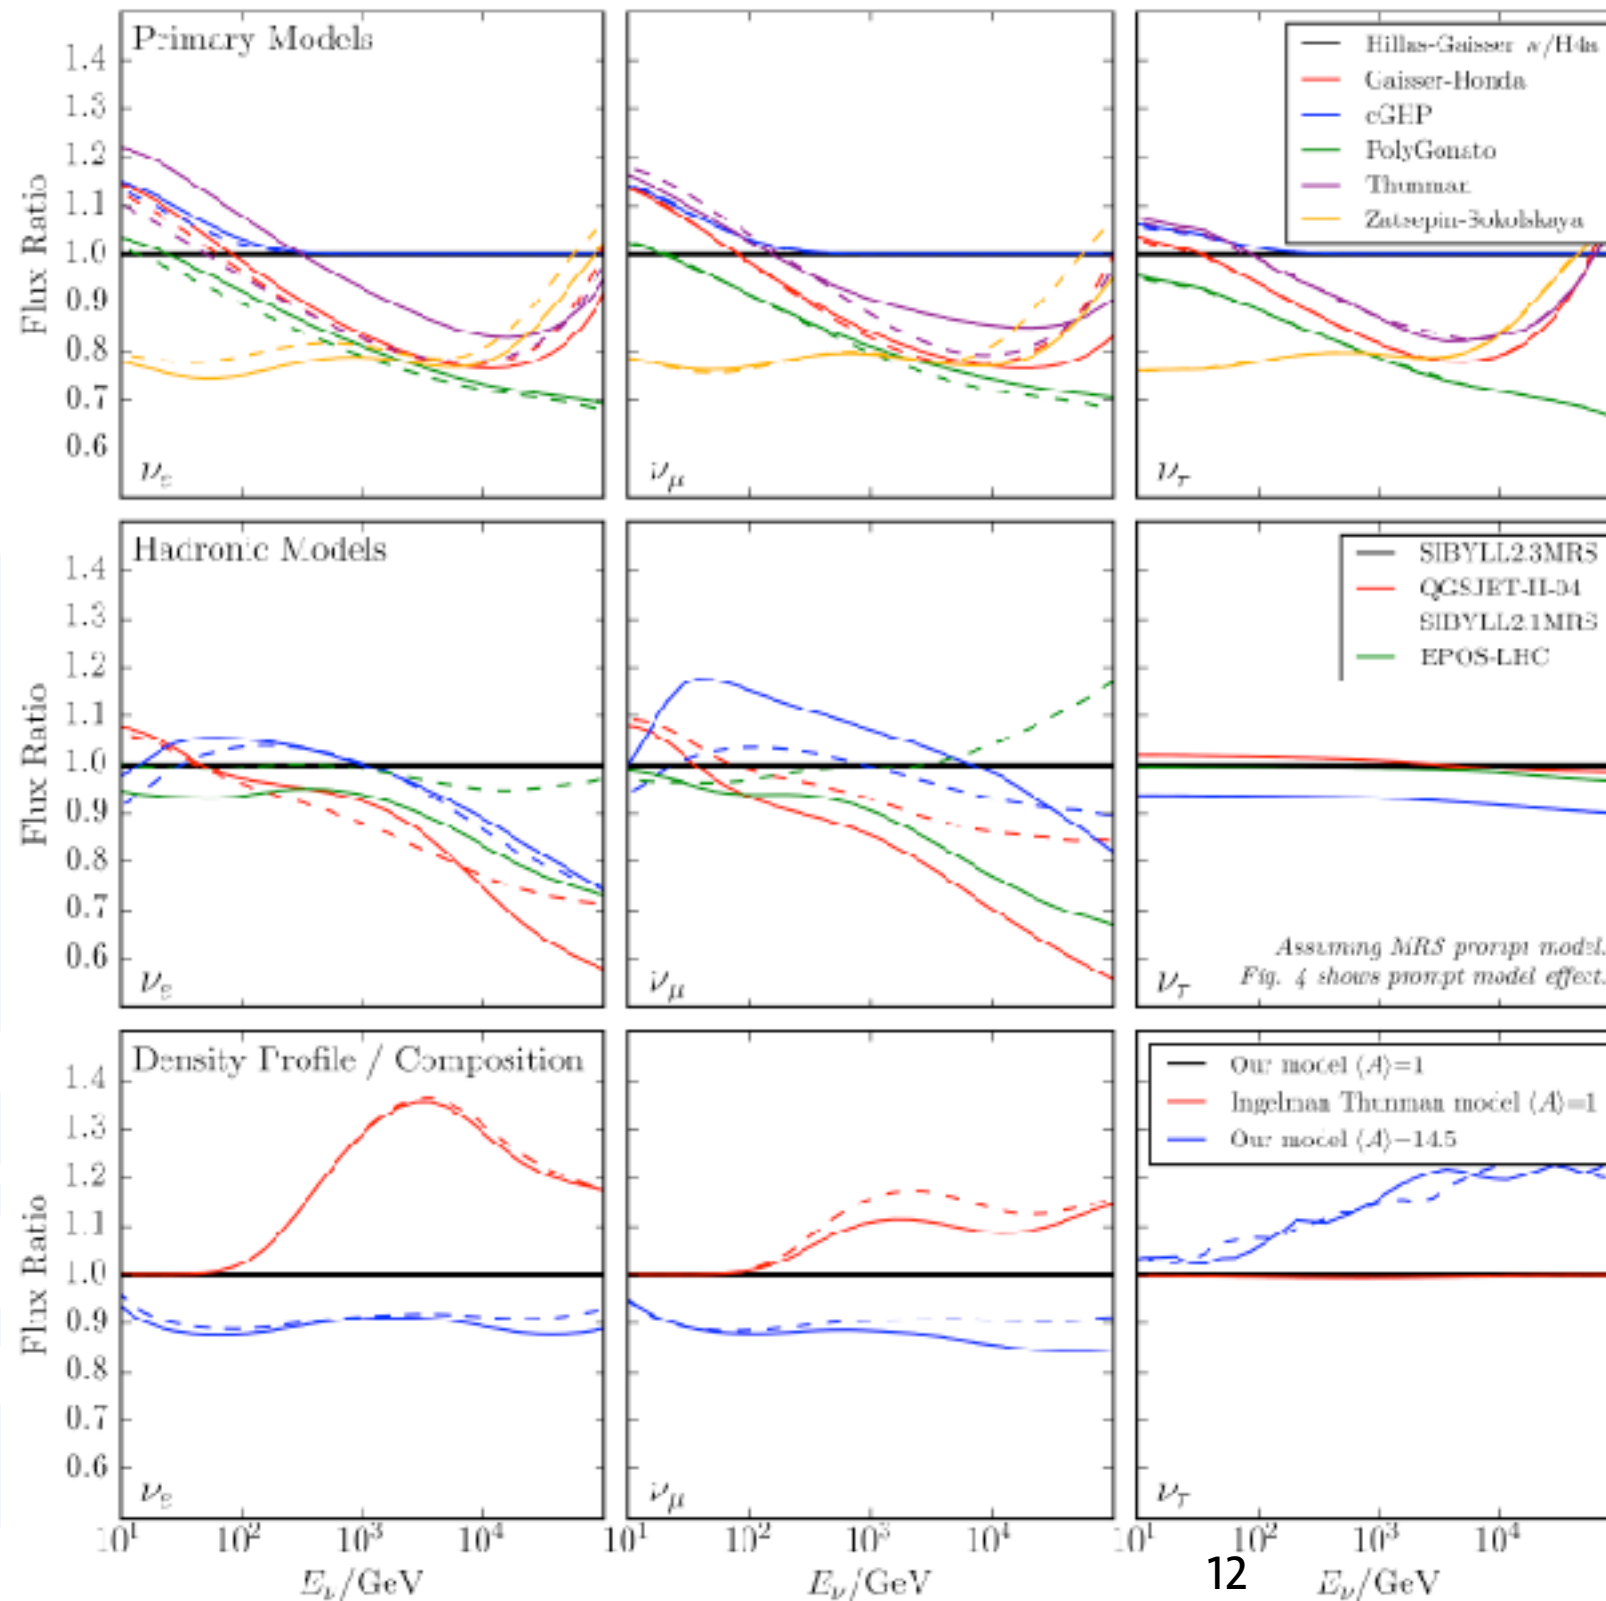 Primary Models
Hillas-Gaisser w/H4a
Gaisser-Honda
cGHP
PolyGonato
Thunman
Zatsepin-Sokolskaya
1.4
1.3
1.2
1.1
1.0
0.9
0.8
0.7
0.6
Flux Ratio
νe
νμ
ντ
Hadronic Models
SIBYLL2.3MRS
QGSJET-II-04
SIBYLL2.1MRS
EPOS-LHC
1.4
1.3
1.2
1.1
1.0
0.9
0.8
0.7
0.6
Flux Ratio
νe
νμ
ντ
Assuming MRS prompt model.
Fig. 4 shows prompt model effect.
Density Profile / Composition
Our model ⟨A⟩=1
Ingelman Thunman model ⟨A⟩=1
Our model ⟨A⟩=14.5
1.4
1.3
1.2
1.1
1.0
0.9
0.8
0.7
0.6
Flux Ratio
νe
νμ
ντ
10¹ 10² 10³ 10⁴
10¹ 10² 10³ 10⁴
10¹ 10² 10³ 10⁴
Eν/GeV
Eν/GeV
12
Eν/GeV